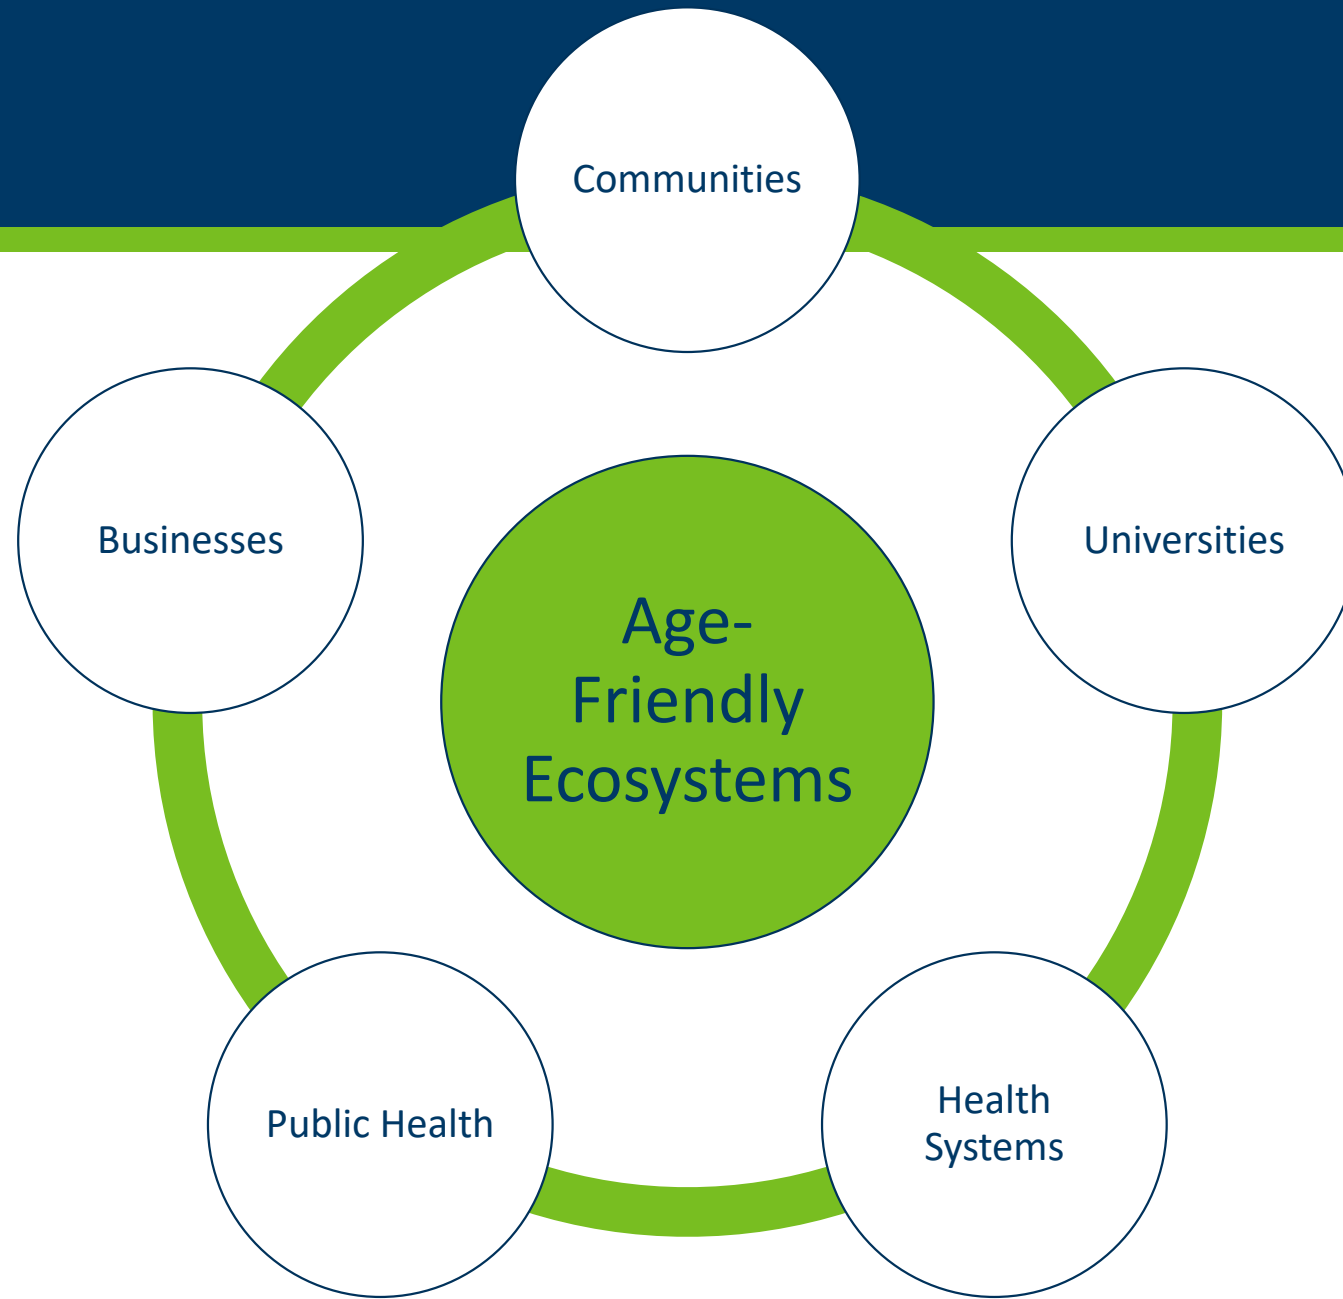 Communities
Businesses
Universities
Age-
Friendly
Ecosystems
Public Health
Health
Systems